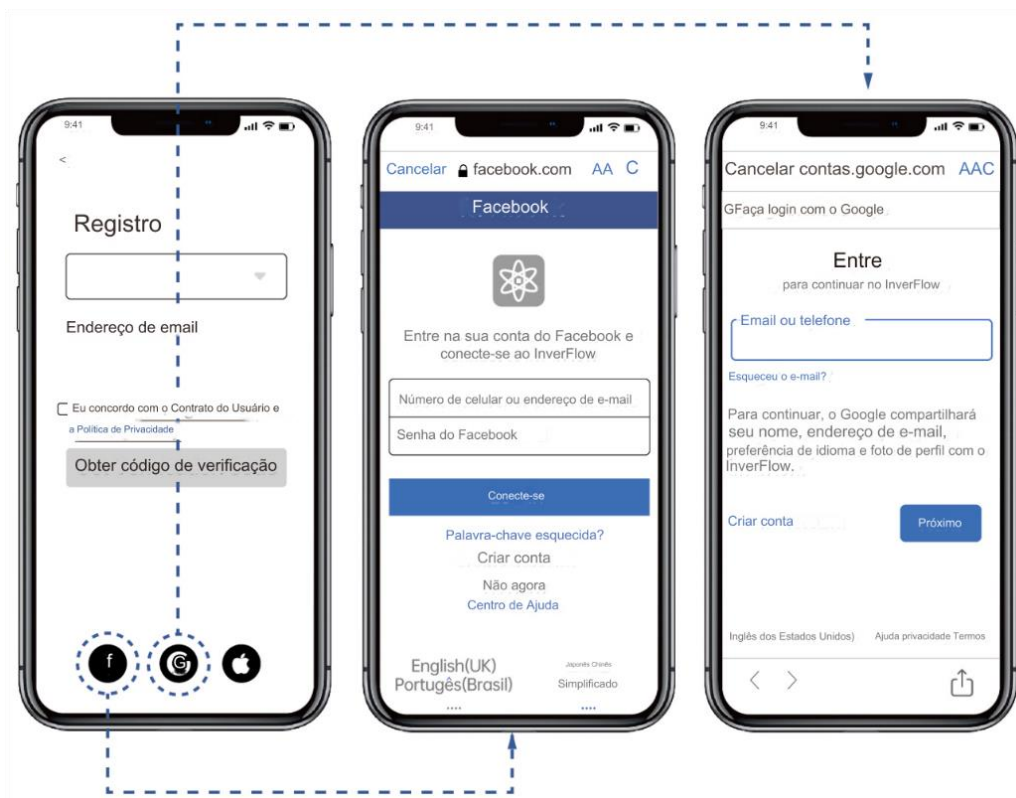 9:41
<
Registro
Endereço de email
Eu concordo com o Contrato do Usuário e
a Política de Privacidade
Obter código de verificação
f
G
9:41
Cancelar facebook.com AA C
Facebook
Entre na sua conta do Facebook e
conecte-se ao InverFlow
Número de celular ou endereço de e-mail
Senha do Facebook
Conecte-se
Palavra-chave esquecida?
Criar conta
Não agora
Centro de Ajuda
English(UK) Japonês Chinês
Portugês(Brasil) Simplificado
.... ....
9:41
Cancelar contas.google.com AAC
GFaça login com o Google
Entre
para continuar no InverFlow
Email ou telefone
Esqueceu o e-mail?
Para continuar, o Google compartilhará
seu nome, endereço de e-mail,
preferência de idioma e foto de perfil com o
InverFlow.
Criar conta Próximo
Inglês dos Estados Unidos) Ajuda privacidade Termos